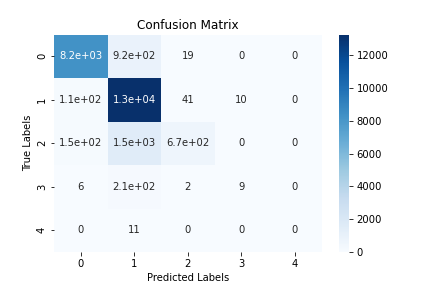 Confusion Matrix
True Labels
0 8.2e+03 9.2e+02 19 0 0
1 1.1e+02 1.3e+04 41 10 0
2 1.5e+02 1.5e+03 6.7e+02 0 0
3 6 2.1e+02 2 9 0
4 0 11 0 0 0
0 1 2 3 4
Predicted Labels
12000
10000
8000
6000
4000
2000
0